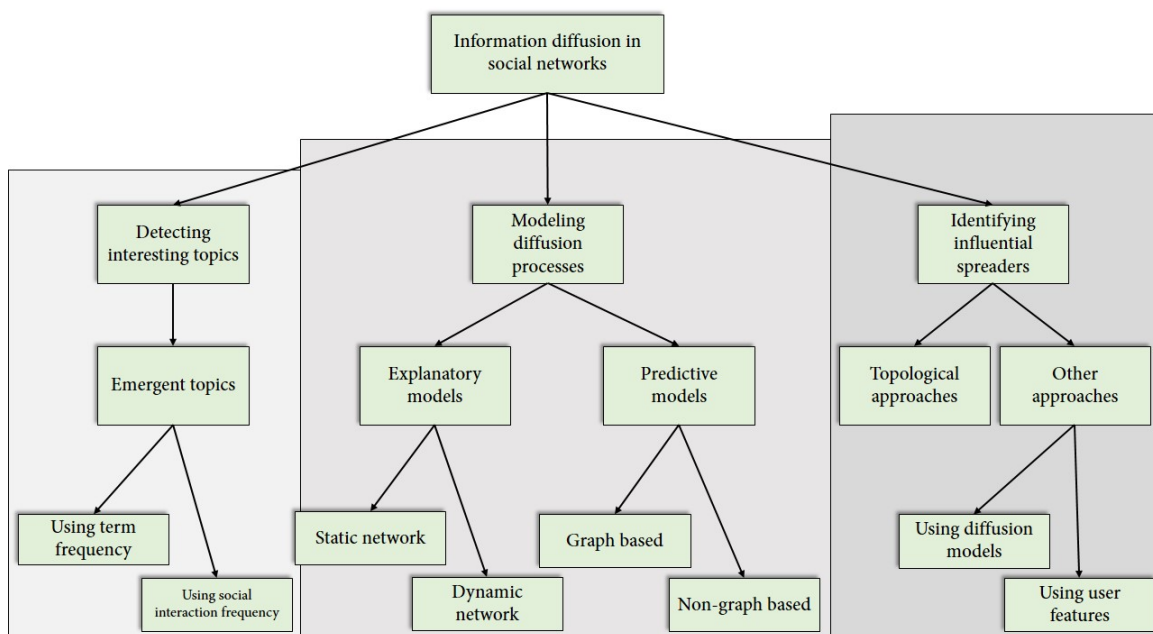 Information diffusion in
social networks
Detecting
interesting topics
Modeling
diffusion
processes
Identifying
influential
spreaders
Emergent topics
Explanatory
models
Predictive
models
Topological
approaches
Other
approaches
Using term
frequency
Using social
interaction frequency
Static network
Dynamic
network
Graph based
Non-graph based
Using diffusion
models
Using user
features